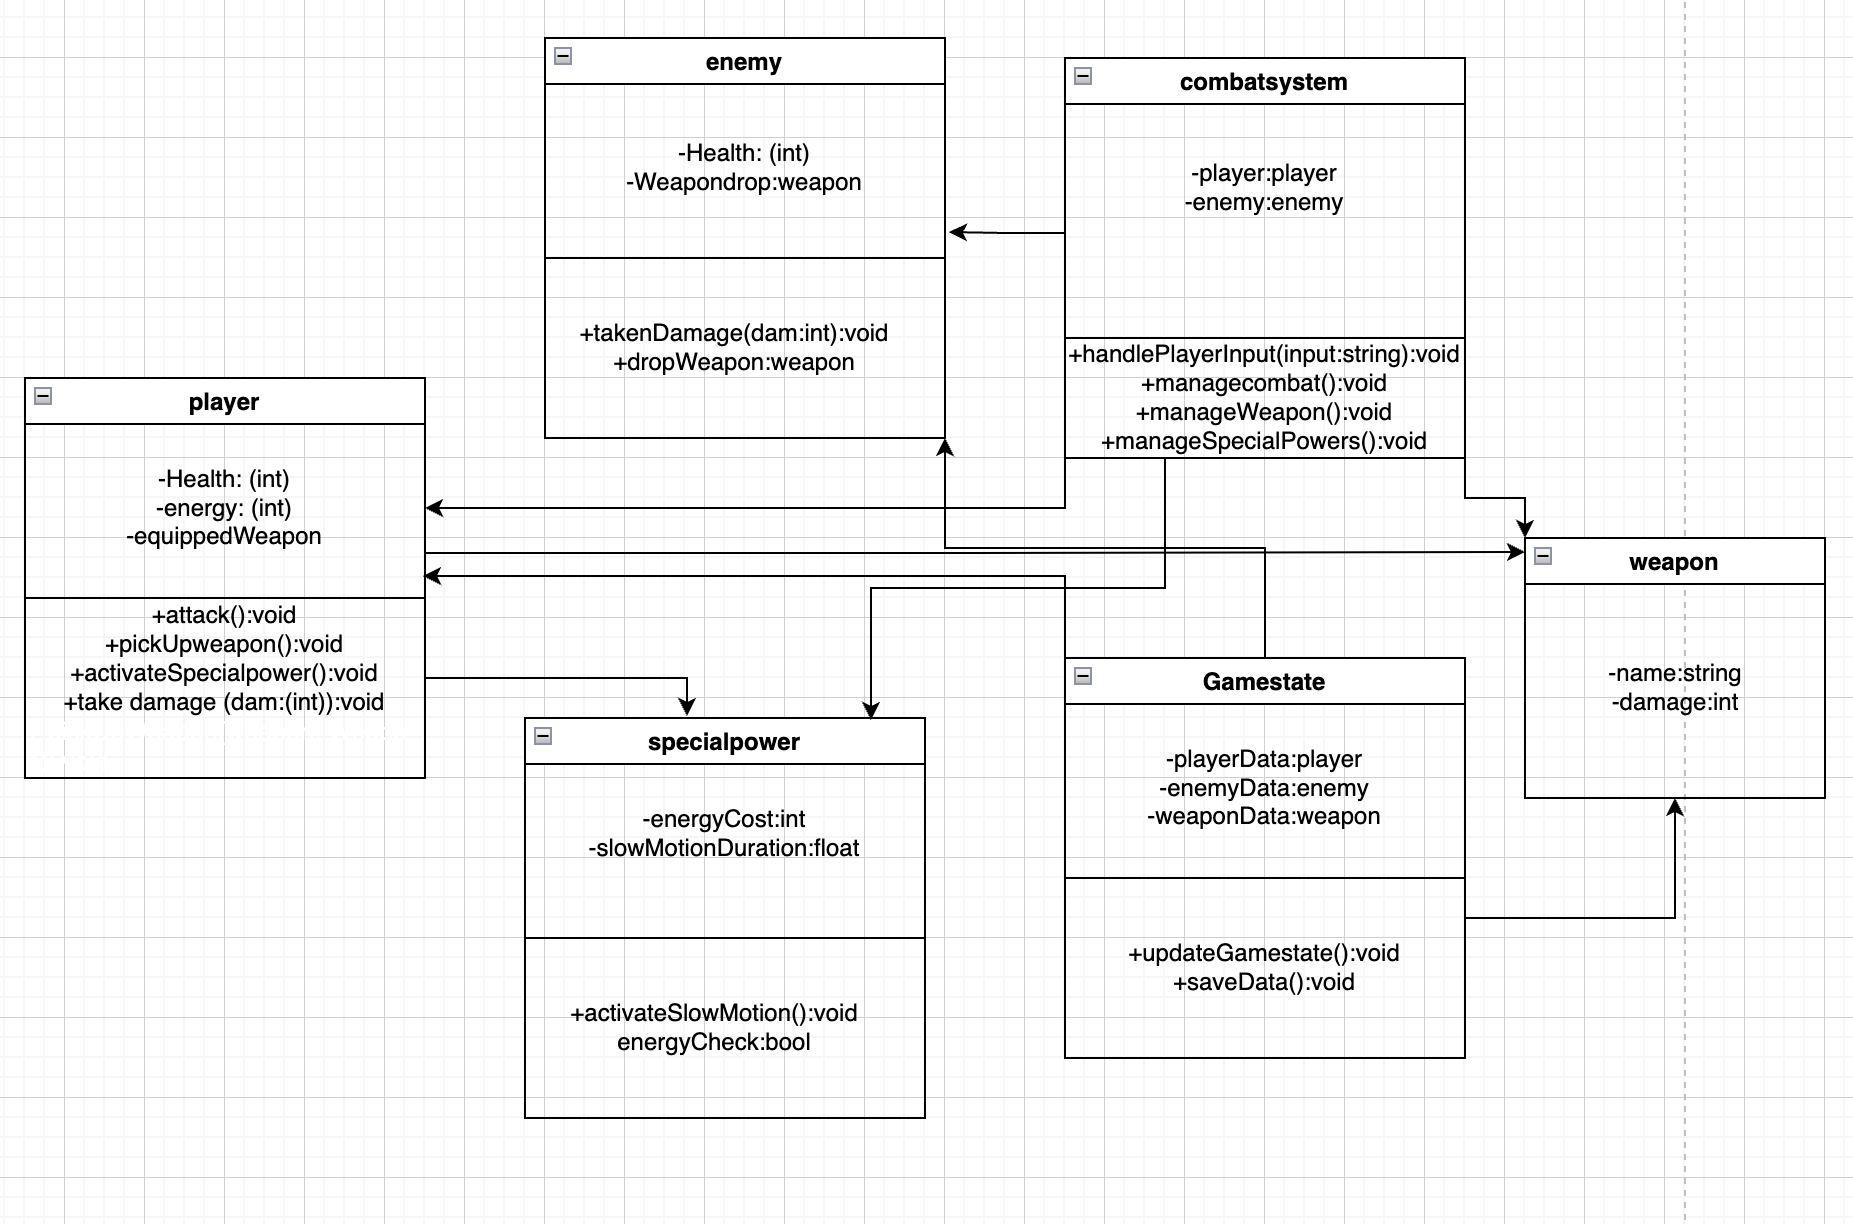 enemy
-Health: (int)
-Weapondrop:weapon
+takenDamage(dam:int):void
+dropWeapon:weapon
combatsystem
-player:player
-enemy:enemy
+handlePlayerInput(input:string):void
+managecombat():void
+manageWeapon():void
+manageSpecialPowers():void
player
-Health: (int)
-energy: (int)
-equippedWeapon
+attack():void
+pickUpweapon():void
+activateSpecialpower():void
+take damage (dam:(int)):void
specialpower
-energyCost:int
-slowMotionDuration:float
+activateSlowMotion():void
energyCheck:bool
Gamestate
-playerData:player
-enemyData:enemy
-weaponData:weapon
+updateGamestate():void
+saveData():void
weapon
-name:string
-damage:int